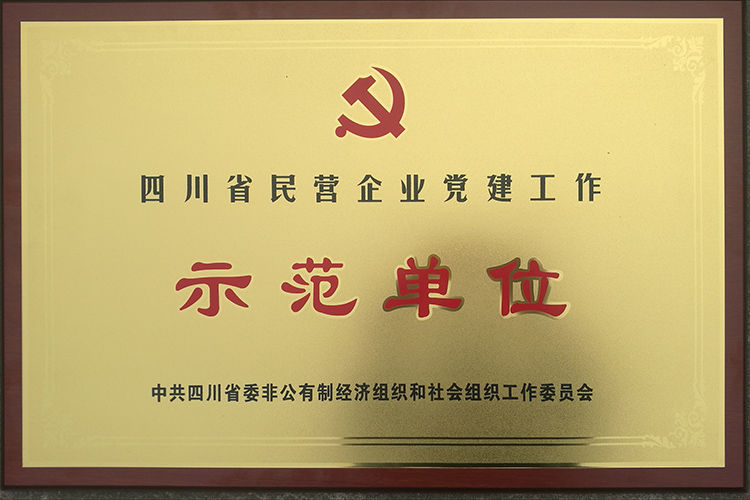 四川省民营企业党建工作
示范单位
中共四川省委非公有制经济组织和社会组织工作委员会